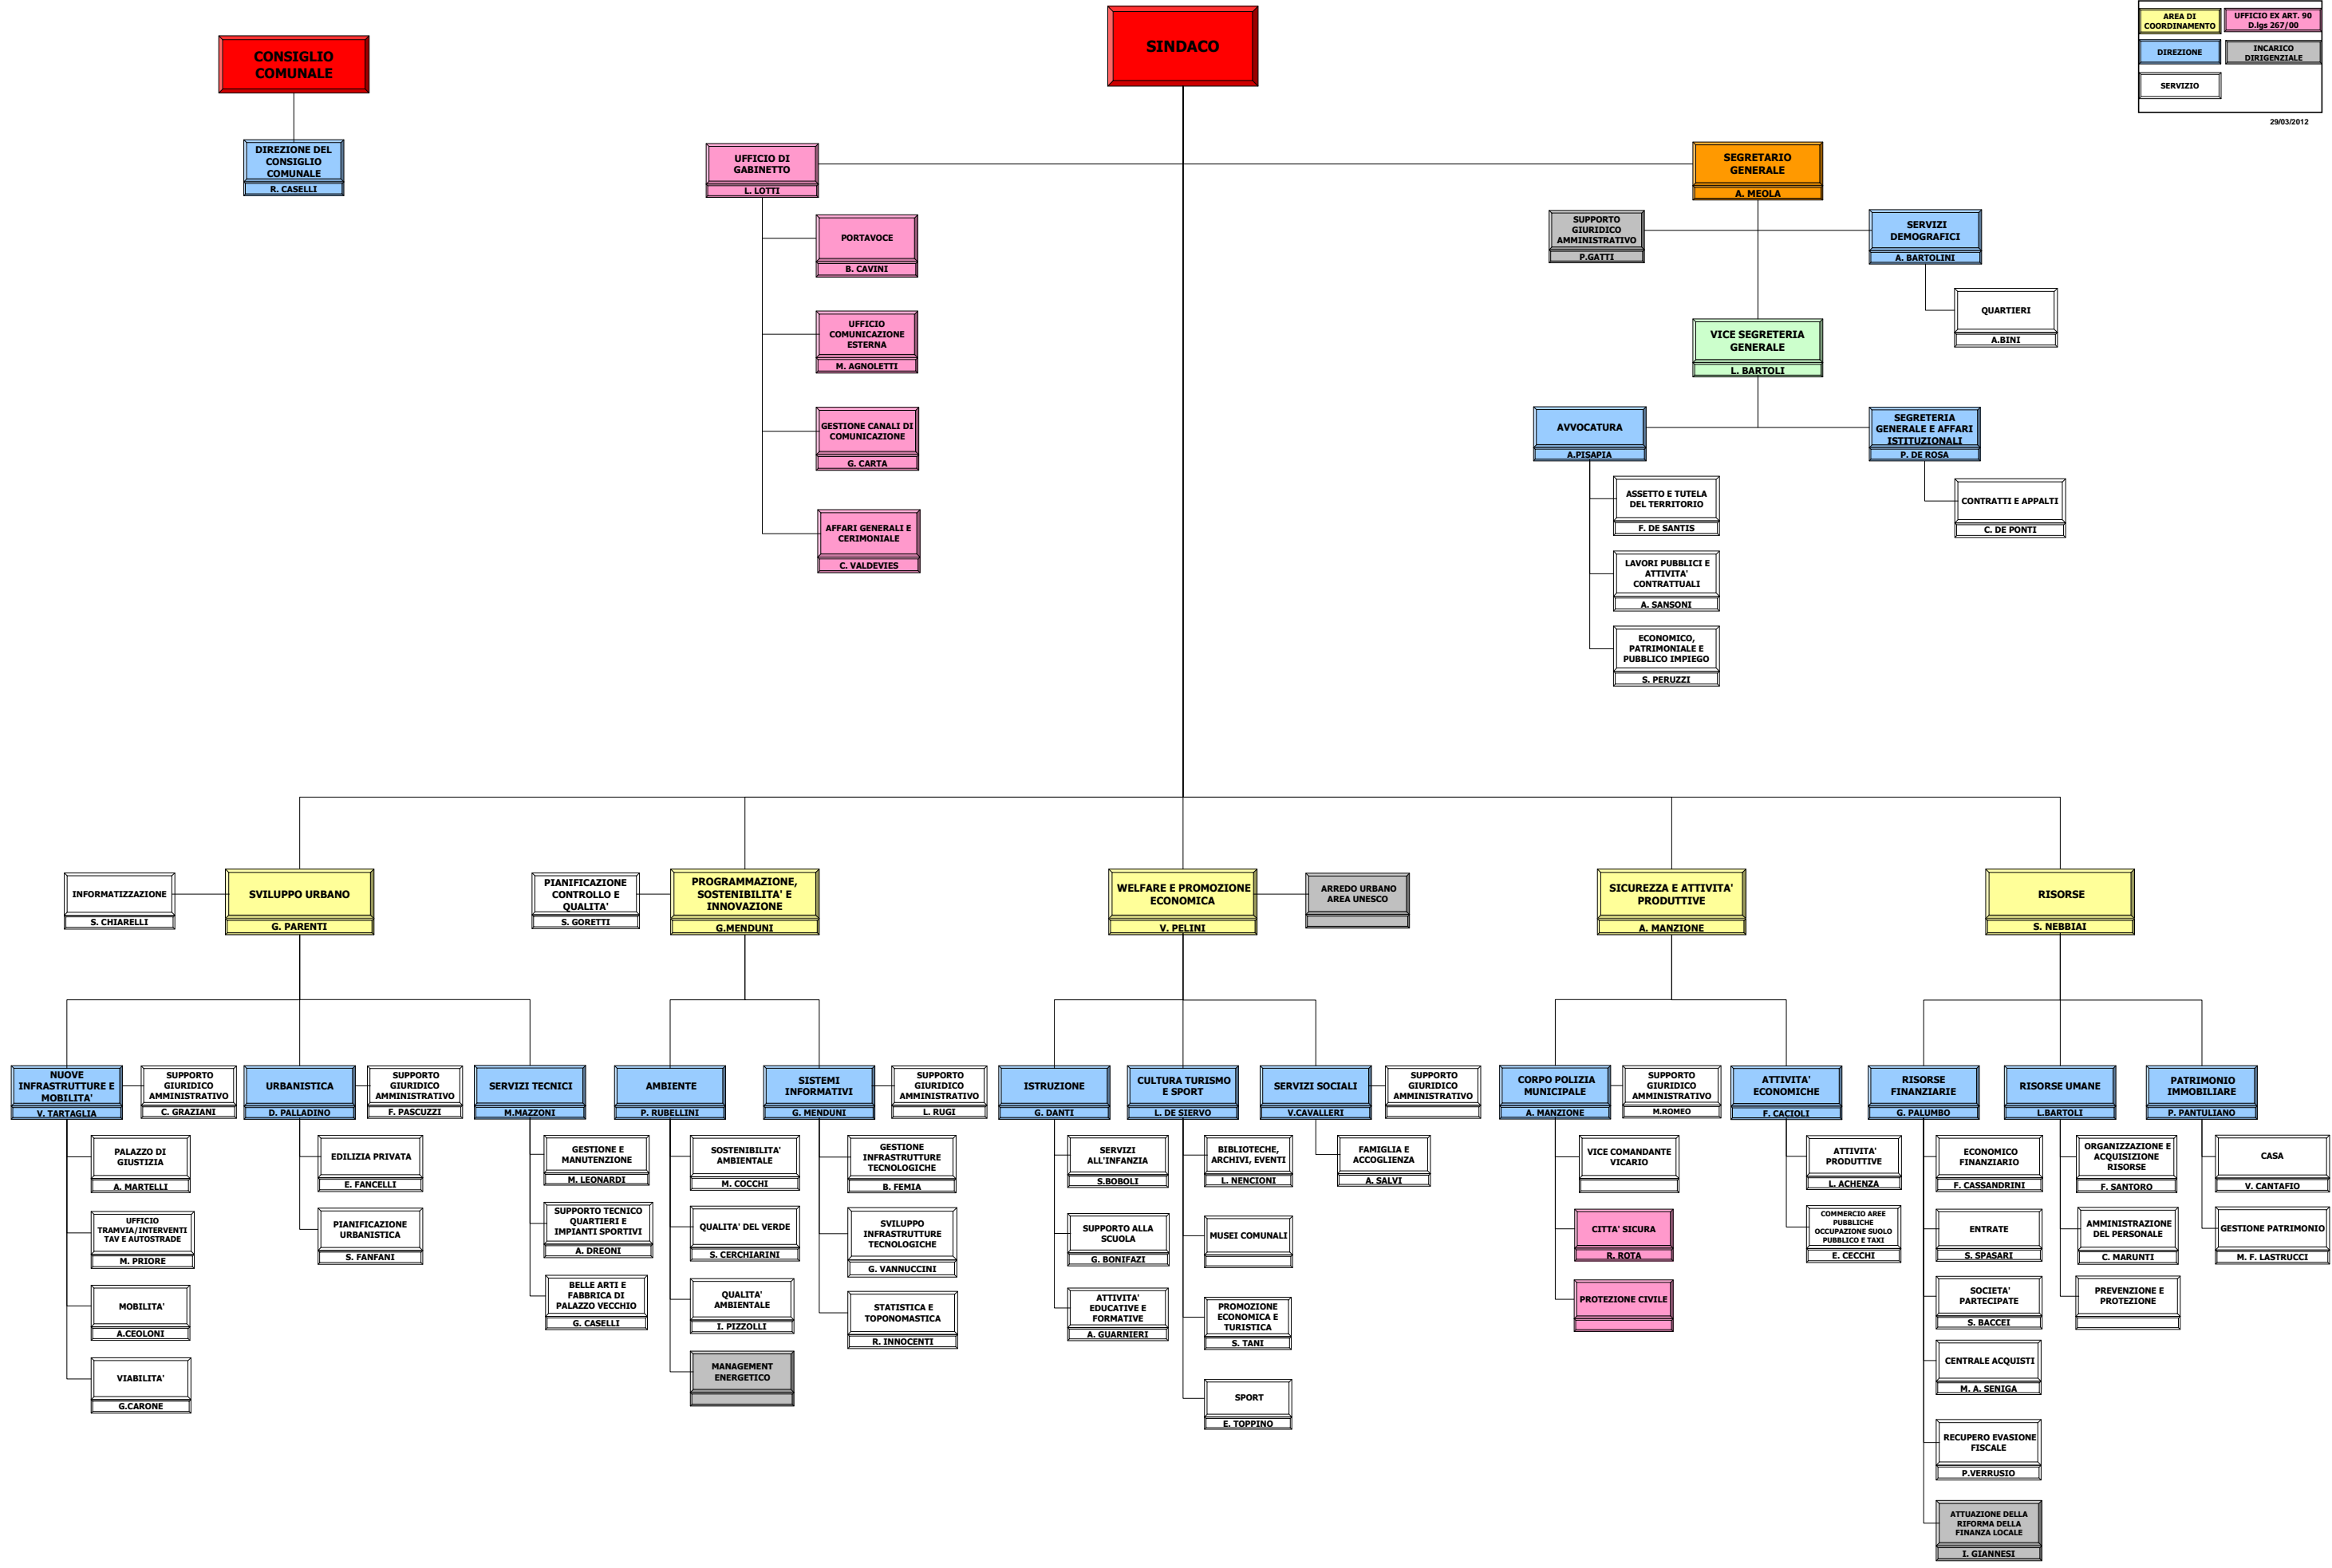 SINDACO
CONSIGLIO
COMUNALE
AREA DI
COORDINAMENTO
UFFICIO EX ART. 90
D.lgs 267/00
DIREZIONE
INCARICO
DIRIGENZIALE
SERVIZIO
29/03/2012
DIREZIONE DEL
CONSIGLIO
COMUNALE
R. CASELLI
UFFICIO DI
GABINETTO
L. LOTTI
PORTAVOCE
B. CAVINI
UFFICIO
COMUNICAZIONE
ESTERNA
M. AGNOLETTI
GESTIONE CANALI DI
COMUNICAZIONE
G. CARTA
AFFARI GENERALI E
CERIMONIALE
C. VALDEVIES
SEGRETARIO
GENERALE
A. MEOLA
SUPPORTO
GIURIDICO
AMMINISTRATIVO
P.GATTI
SERVIZI
DEMOGRAFICI
A. BARTOLINI
QUARTIERI
A.BINI
VICE SEGRETERIA
GENERALE
L. BARTOLI
AVVOCATURA
A.PISAPIA
SEGRETERIA
GENERALE E AFFARI
ISTITUZIONALI
P. DE ROSA
ASSETTO E TUTELA
DEL TERRITORIO
F. DE SANTIS
LAVORI PUBBLICI E
ATTIVITA'
CONTRATTUALI
A. SANSONI
ECONOMICO,
PATRIMONIALE E
PUBBLICO IMPIEGO
S. PERUZZI
CONTRATTI E APPALTI
C. DE PONTI
INFORMATIZZAZIONE
S. CHIARELLI
SVILUPPO URBANO
G. PARENTI
PIANIFICAZIONE
CONTROLLO E
QUALITA'
S. GORETTI
PROGRAMMAZIONE,
SOSTENIBILITA' E
INNOVAZIONE
G.MENDUNI
WELFARE E PROMOZIONE
ECONOMICA
V. PELINI
ARREDO URBANO
AREA UNESCO
SICUREZZA E ATTIVITA'
PRODUTTIVE
A. MANZIONE
RISORSE
S. NEBBIAI
NUOVE
INFRASTRUTTURE E
MOBILITA'
V. TARTAGLIA
SUPPORTO
GIURIDICO
AMMINISTRATIVO
C. GRAZIANI
PALAZZO DI
GIUSTIZIA
A. MARTELLI
UFFICIO
TRAMVIA/INTERVENTI
TAV E AUTOSTRADE
M. PRIORE
MOBILITA'
A.CEOLONI
VIABILITA'
G.CARONE
URBANISTICA
D. PALLADINO
SUPPORTO
GIURIDICO
AMMINISTRATIVO
F. PASCUZZI
EDILIZIA PRIVATA
E. FANCELLI
PIANIFICAZIONE
URBANISTICA
S. FANFANI
SERVIZI TECNICI
M.MAZZONI
GESTIONE E
MANUTENZIONE
M. LEONARDI
SUPPORTO TECNICO
QUARTIERI E
IMPIANTI SPORTIVI
A. DREONI
BELLE ARTI E
FABBRICA DI
PALAZZO VECCHIO
G. CASELLI
AMBIENTE
P. RUBELLINI
SOSTENIBILITA'
AMBIENTALE
M. COCCHI
QUALITA' DEL VERDE
S. CERCHIARINI
QUALITA'
AMBIENTALE
I. PIZZOLLI
MANAGEMENT
ENERGETICO
SISTEMI
INFORMATIVI
G. MENDUNI
SUPPORTO
GIURIDICO
AMMINISTRATIVO
L. RUGI
GESTIONE
INFRASTRUTTURE
TECNOLOGICHE
B. FEMIA
SVILUPPO
INFRASTRUTTURE
TECNOLOGICHE
G. VANNUCCINI
STATISTICA E
TOPONOMASTICA
R. INNOCENTI
ISTRUZIONE
G. DANTI
SERVIZI
ALL'INFANZIA
S.BOBOLI
SUPPORTO ALLA
SCUOLA
G. BONIFAZI
ATTIVITA'
EDUCATIVE E
FORMATIVE
A. GUARNIERI
CULTURA TURISMO
E SPORT
L. DE SIERVO
BIBLIOTECHE,
ARCHIVI, EVENTI
L. NENCIONI
MUSEI COMUNALI
PROMOZIONE
ECONOMICA E
TURISTICA
S. TANI
SPORT
E. TOPPINO
SERVIZI SOCIALI
V.CAVALLERI
SUPPORTO
GIURIDICO
AMMINISTRATIVO
FAMIGLIA E
ACCOGLIENZA
A. SALVI
CORPO POLIZIA
MUNICIPALE
A. MANZIONE
SUPPORTO
GIURIDICO
AMMINISTRATIVO
M.ROMEO
VICE COMANDANTE
VICARIO
CITTA' SICURA
R. ROTA
PROTEZIONE CIVILE
ATTIVITA'
ECONOMICHE
F. CACIOLI
ATTIVITA'
PRODUTTIVE
L. ACHENZA
COMMERCIO AREE
PUBBLICHE
OCCUPAZIONE SUOLO
PUBBLICO E TAXI
E. CECCHI
RISORSE
FINANZIARIE
G. PALUMBO
ECONOMICO
FINANZIARIO
F. CASSANDRINI
ENTRATE
S. SPASARI
SOCIETA'
PARTECIPATE
S. BACCEI
CENTRALE ACQUISTI
M. A. SENIGA
RECUPERO EVASIONE
FISCALE
P.VERRUSIO
ATTUAZIONE DELLA
RIFORMA DELLA
FINANZA LOCALE
I. GIANNESI
RISORSE UMANE
L.BARTOLI
ORGANIZZAZIONE E
ACQUISIZIONE
RISORSE
F. SANTORO
AMMINISTRAZIONE
DEL PERSONALE
C. MARUNTI
PREVENZIONE E
PROTEZIONE
PATRIMONIO
IMMOBILIARE
P. PANTULIANO
CASA
V. CANTAFIO
GESTIONE PATRIMONIO
M. F. LASTRUCCI